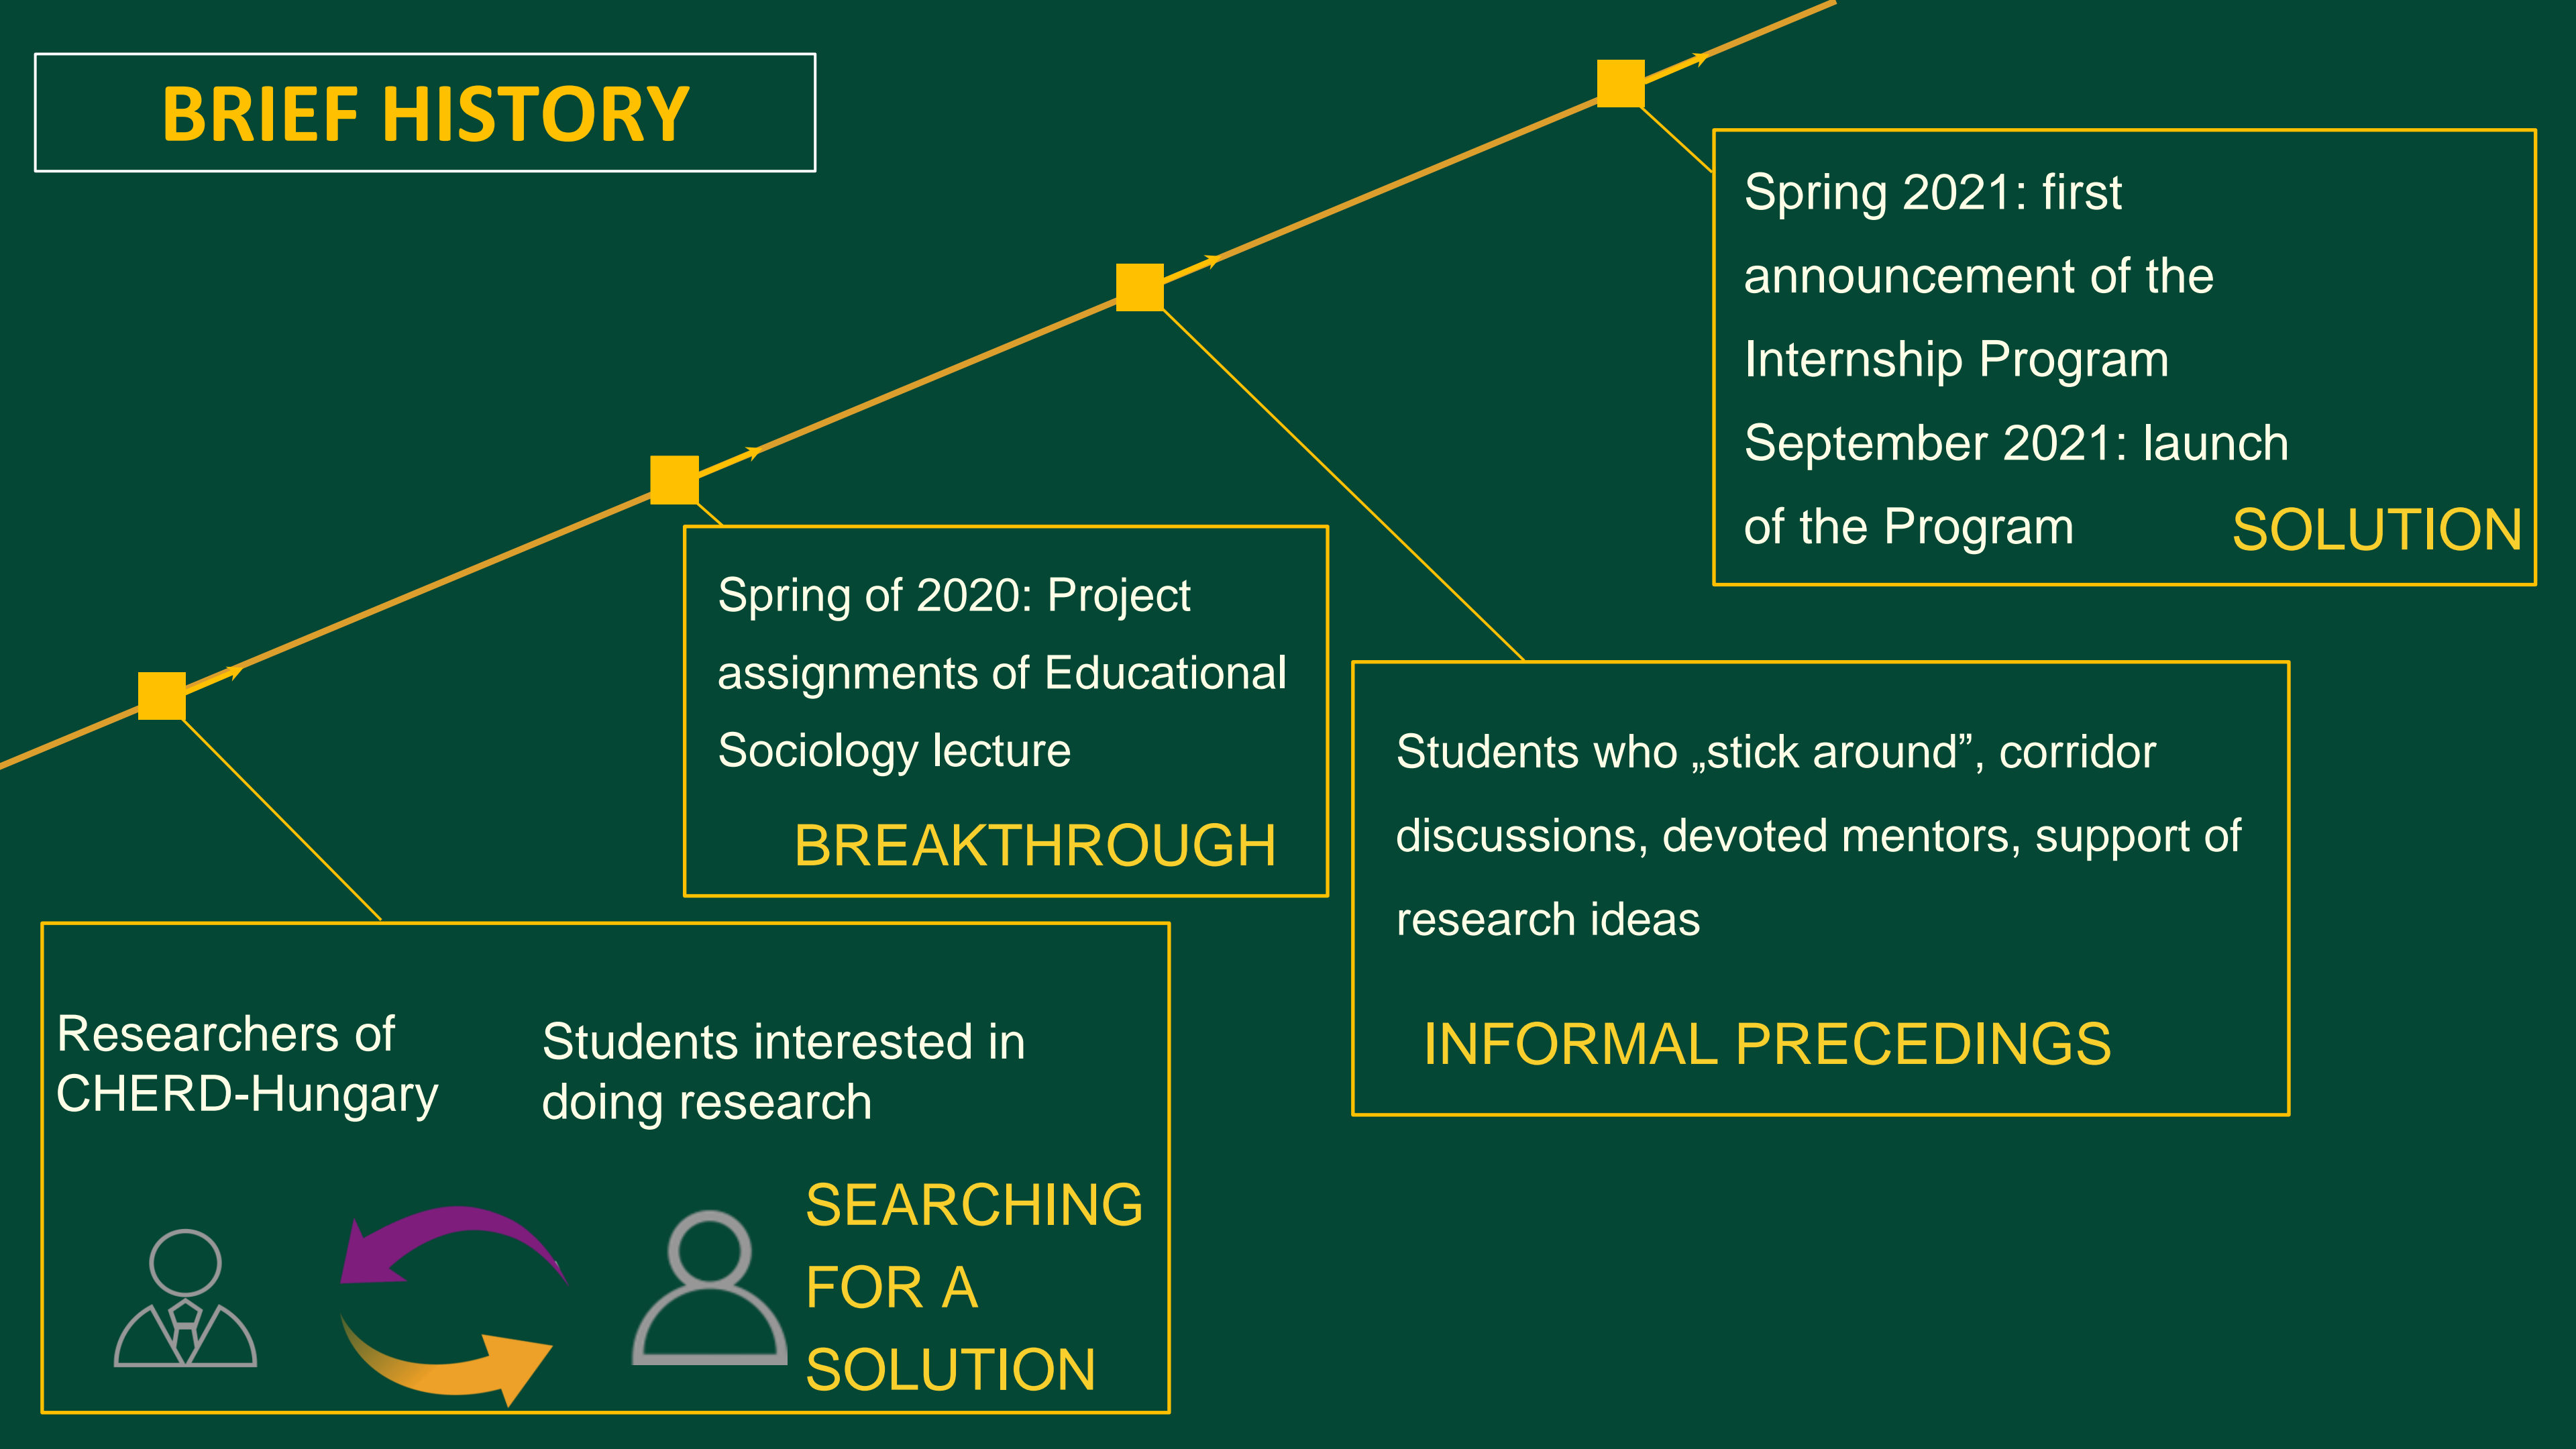 BRIEF HISTORY
Researchers of
CHERD-Hungary
Students interested in
doing research
SEARCHING
FOR A
SOLUTION
Spring of 2020: Project
assignments of Educational
Sociology lecture
BREAKTHROUGH
Students who „stick around”, corridor
discussions, devoted mentors, support of
research ideas
INFORMAL PRECEDINGS
Spring 2021: first
announcement of the
Internship Program
September 2021: launch
of the Program
SOLUTION